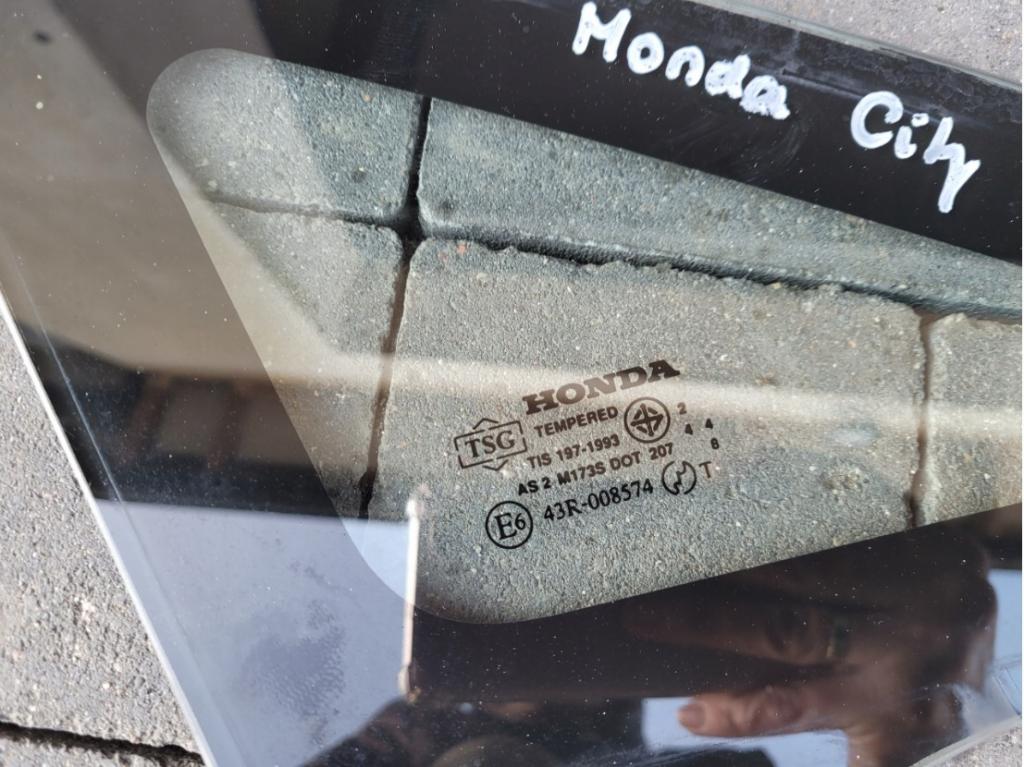 Honda City
HONDA
TSG TEMPERED 2
TIS 197-1993 4 4
AS 2 M173S DOT 207 8
E6 43R-008574 T